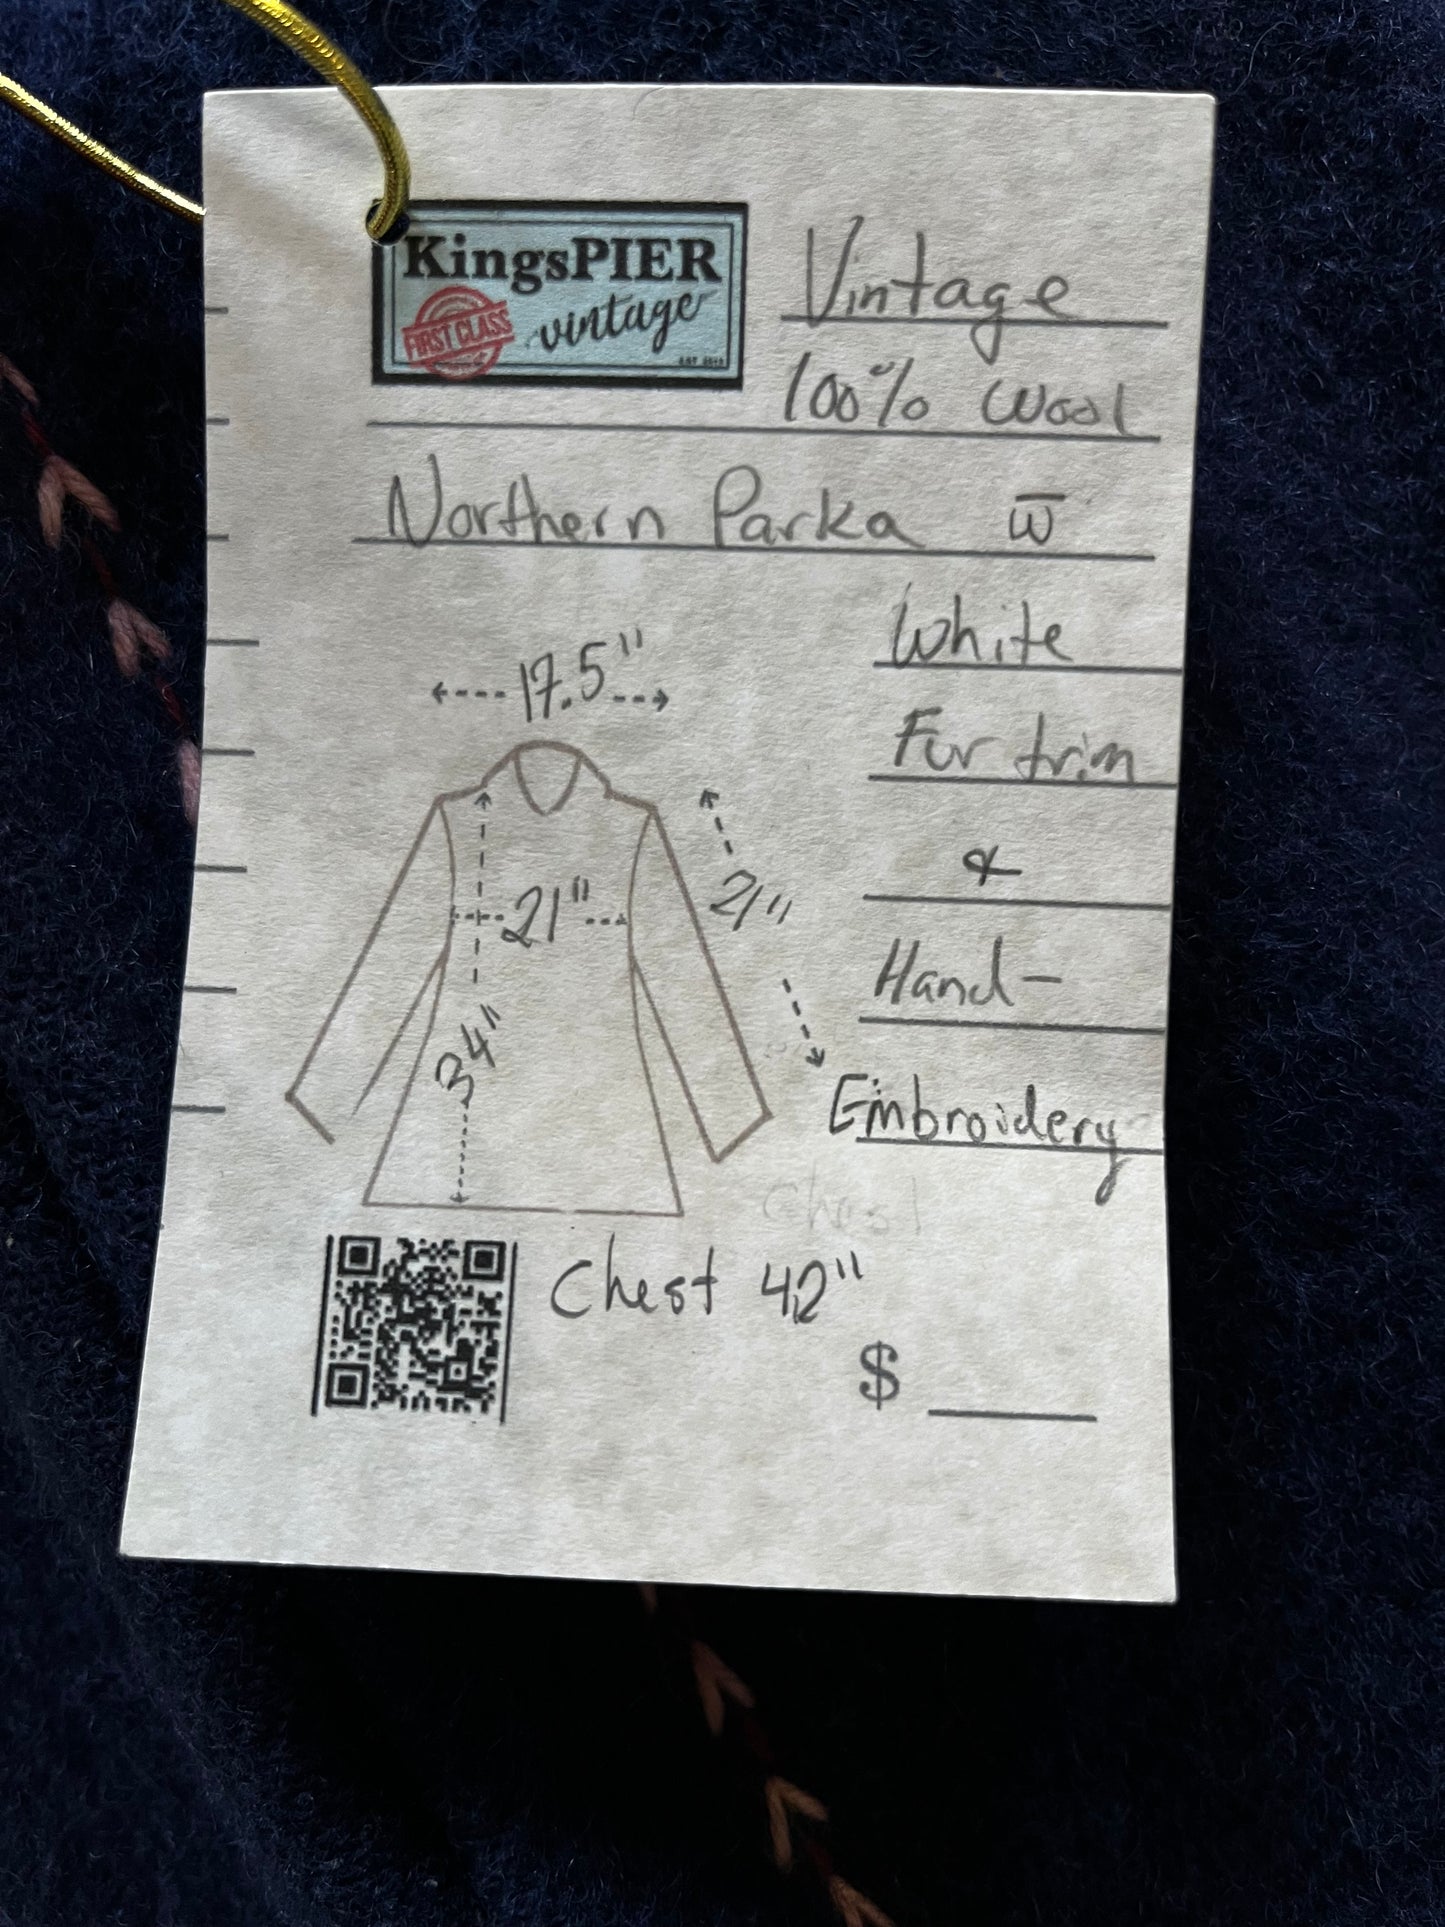 KingsPIER
FIRST CLASS
vintage
Vintage
100% Wool
Northern Parka w̅
White
Fur trim
&
Hand-
Embroidery
17.5"
21"
21"
34"
Chest
Chest 42"
$